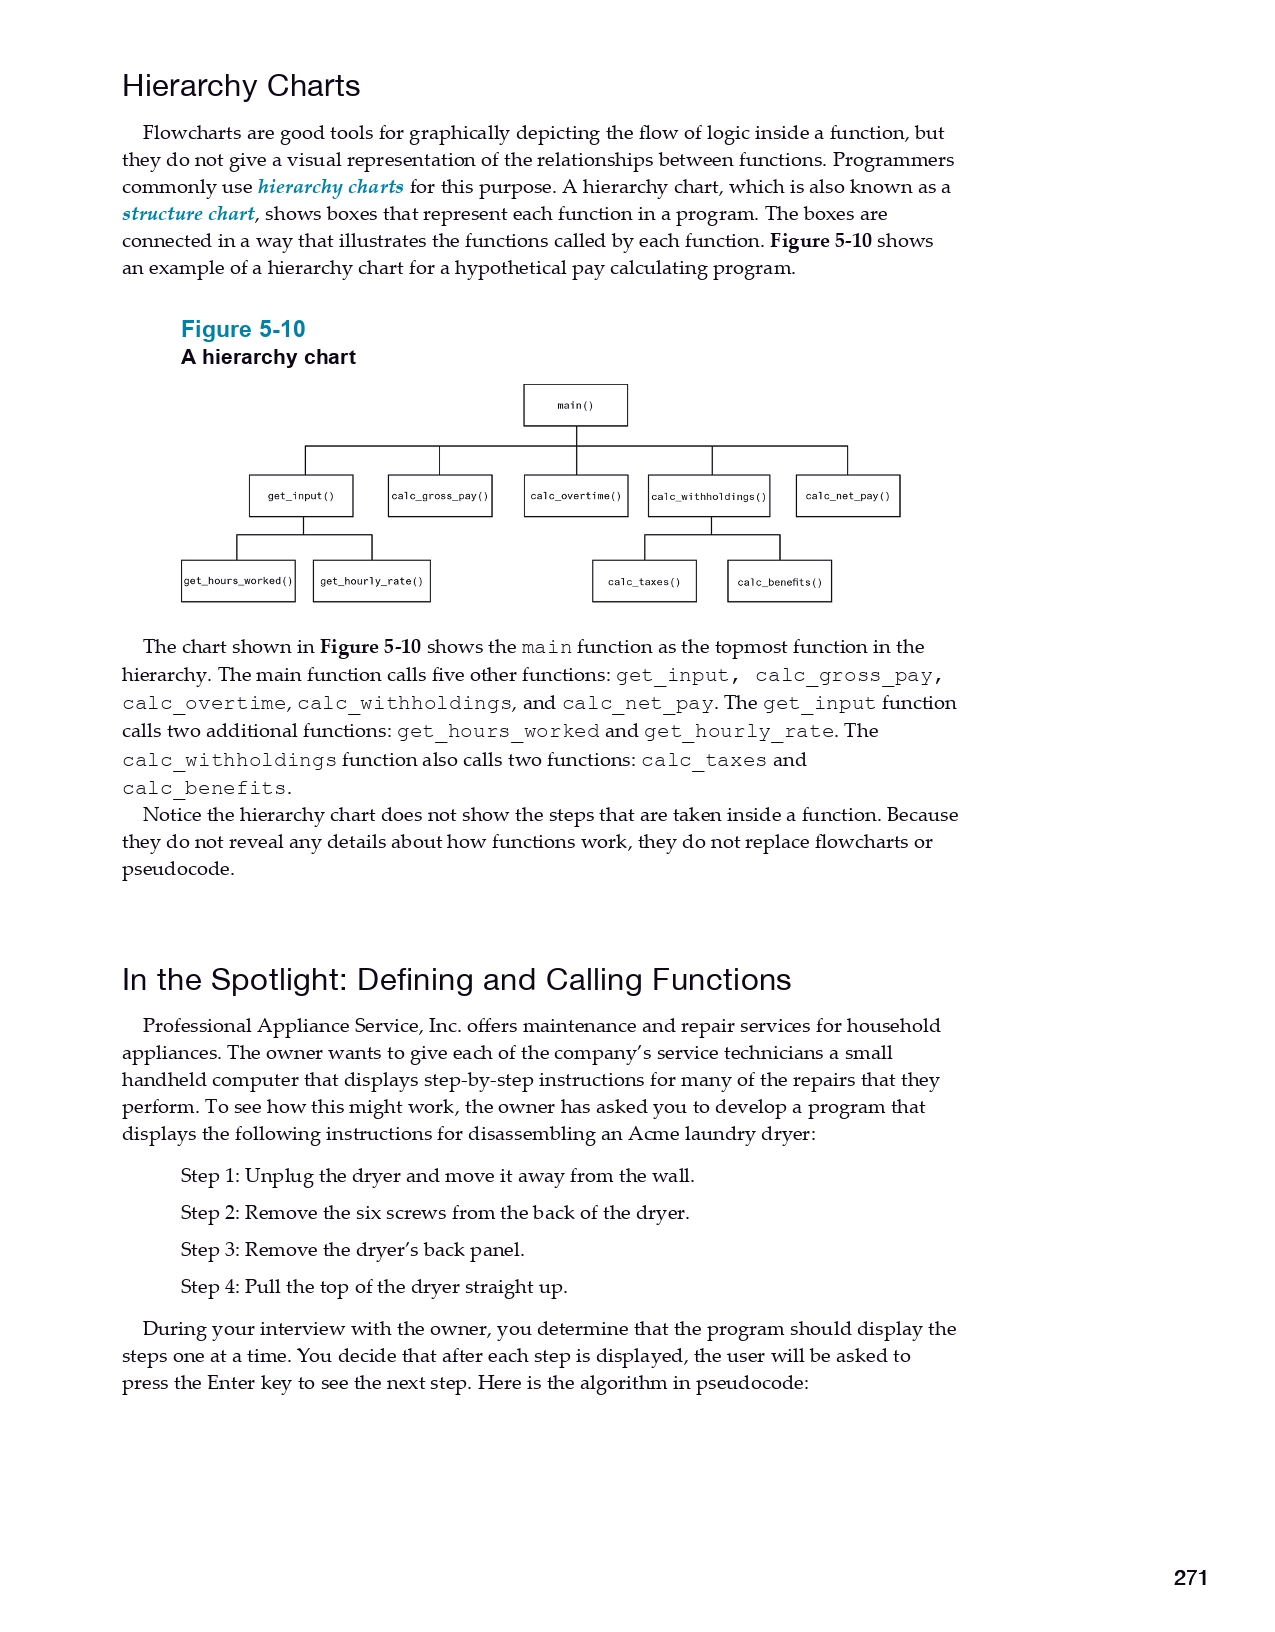 Hierarchy Charts
Flowcharts are good tools for graphically depicting the flow of logic inside a function, but
they do not give a visual representation of the relationships between functions. Programmers
commonly use hierarchy charts for this purpose. A hierarchy chart, which is also known as a
structure chart, shows boxes that represent each function in a program. The boxes are
connected in a way that illustrates the functions called by each function. Figure 5-10 shows
an example of a hierarchy chart for a hypothetical pay calculating program.
Figure 5-10
A hierarchy chart
main()
get_input() calc_gross_pay() calc_overtime() calc_withholdings() calc_net_pay()
get_hours_worked() get_hourly_rate() calc_taxes() calc_benefits()
The chart shown in Figure 5-10 shows the main function as the topmost function in the
hierarchy. The main function calls five other functions: get_input, calc_gross_pay,
calc_overtime, calc_withholdings, and calc_net_pay. The get_input function
calls two additional functions: get_hours_worked and get_hourly_rate. The
calc_withholdings function also calls two functions: calc_taxes and
calc_benefits.
Notice the hierarchy chart does not show the steps that are taken inside a function. Because
they do not reveal any details about how functions work, they do not replace flowcharts or
pseudocode.
In the Spotlight: Defining and Calling Functions
Professional Appliance Service, Inc. offers maintenance and repair services for household
appliances. The owner wants to give each of the company’s service technicians a small
handheld computer that displays step-by-step instructions for many of the repairs that they
perform. To see how this might work, the owner has asked you to develop a program that
displays the following instructions for disassembling an Acme laundry dryer:
Step 1: Unplug the dryer and move it away from the wall.
Step 2: Remove the six screws from the back of the dryer.
Step 3: Remove the dryer’s back panel.
Step 4: Pull the top of the dryer straight up.
During your interview with the owner, you determine that the program should display the
steps one at a time. You decide that after each step is displayed, the user will be asked to
press the Enter key to see the next step. Here is the algorithm in pseudocode:
271